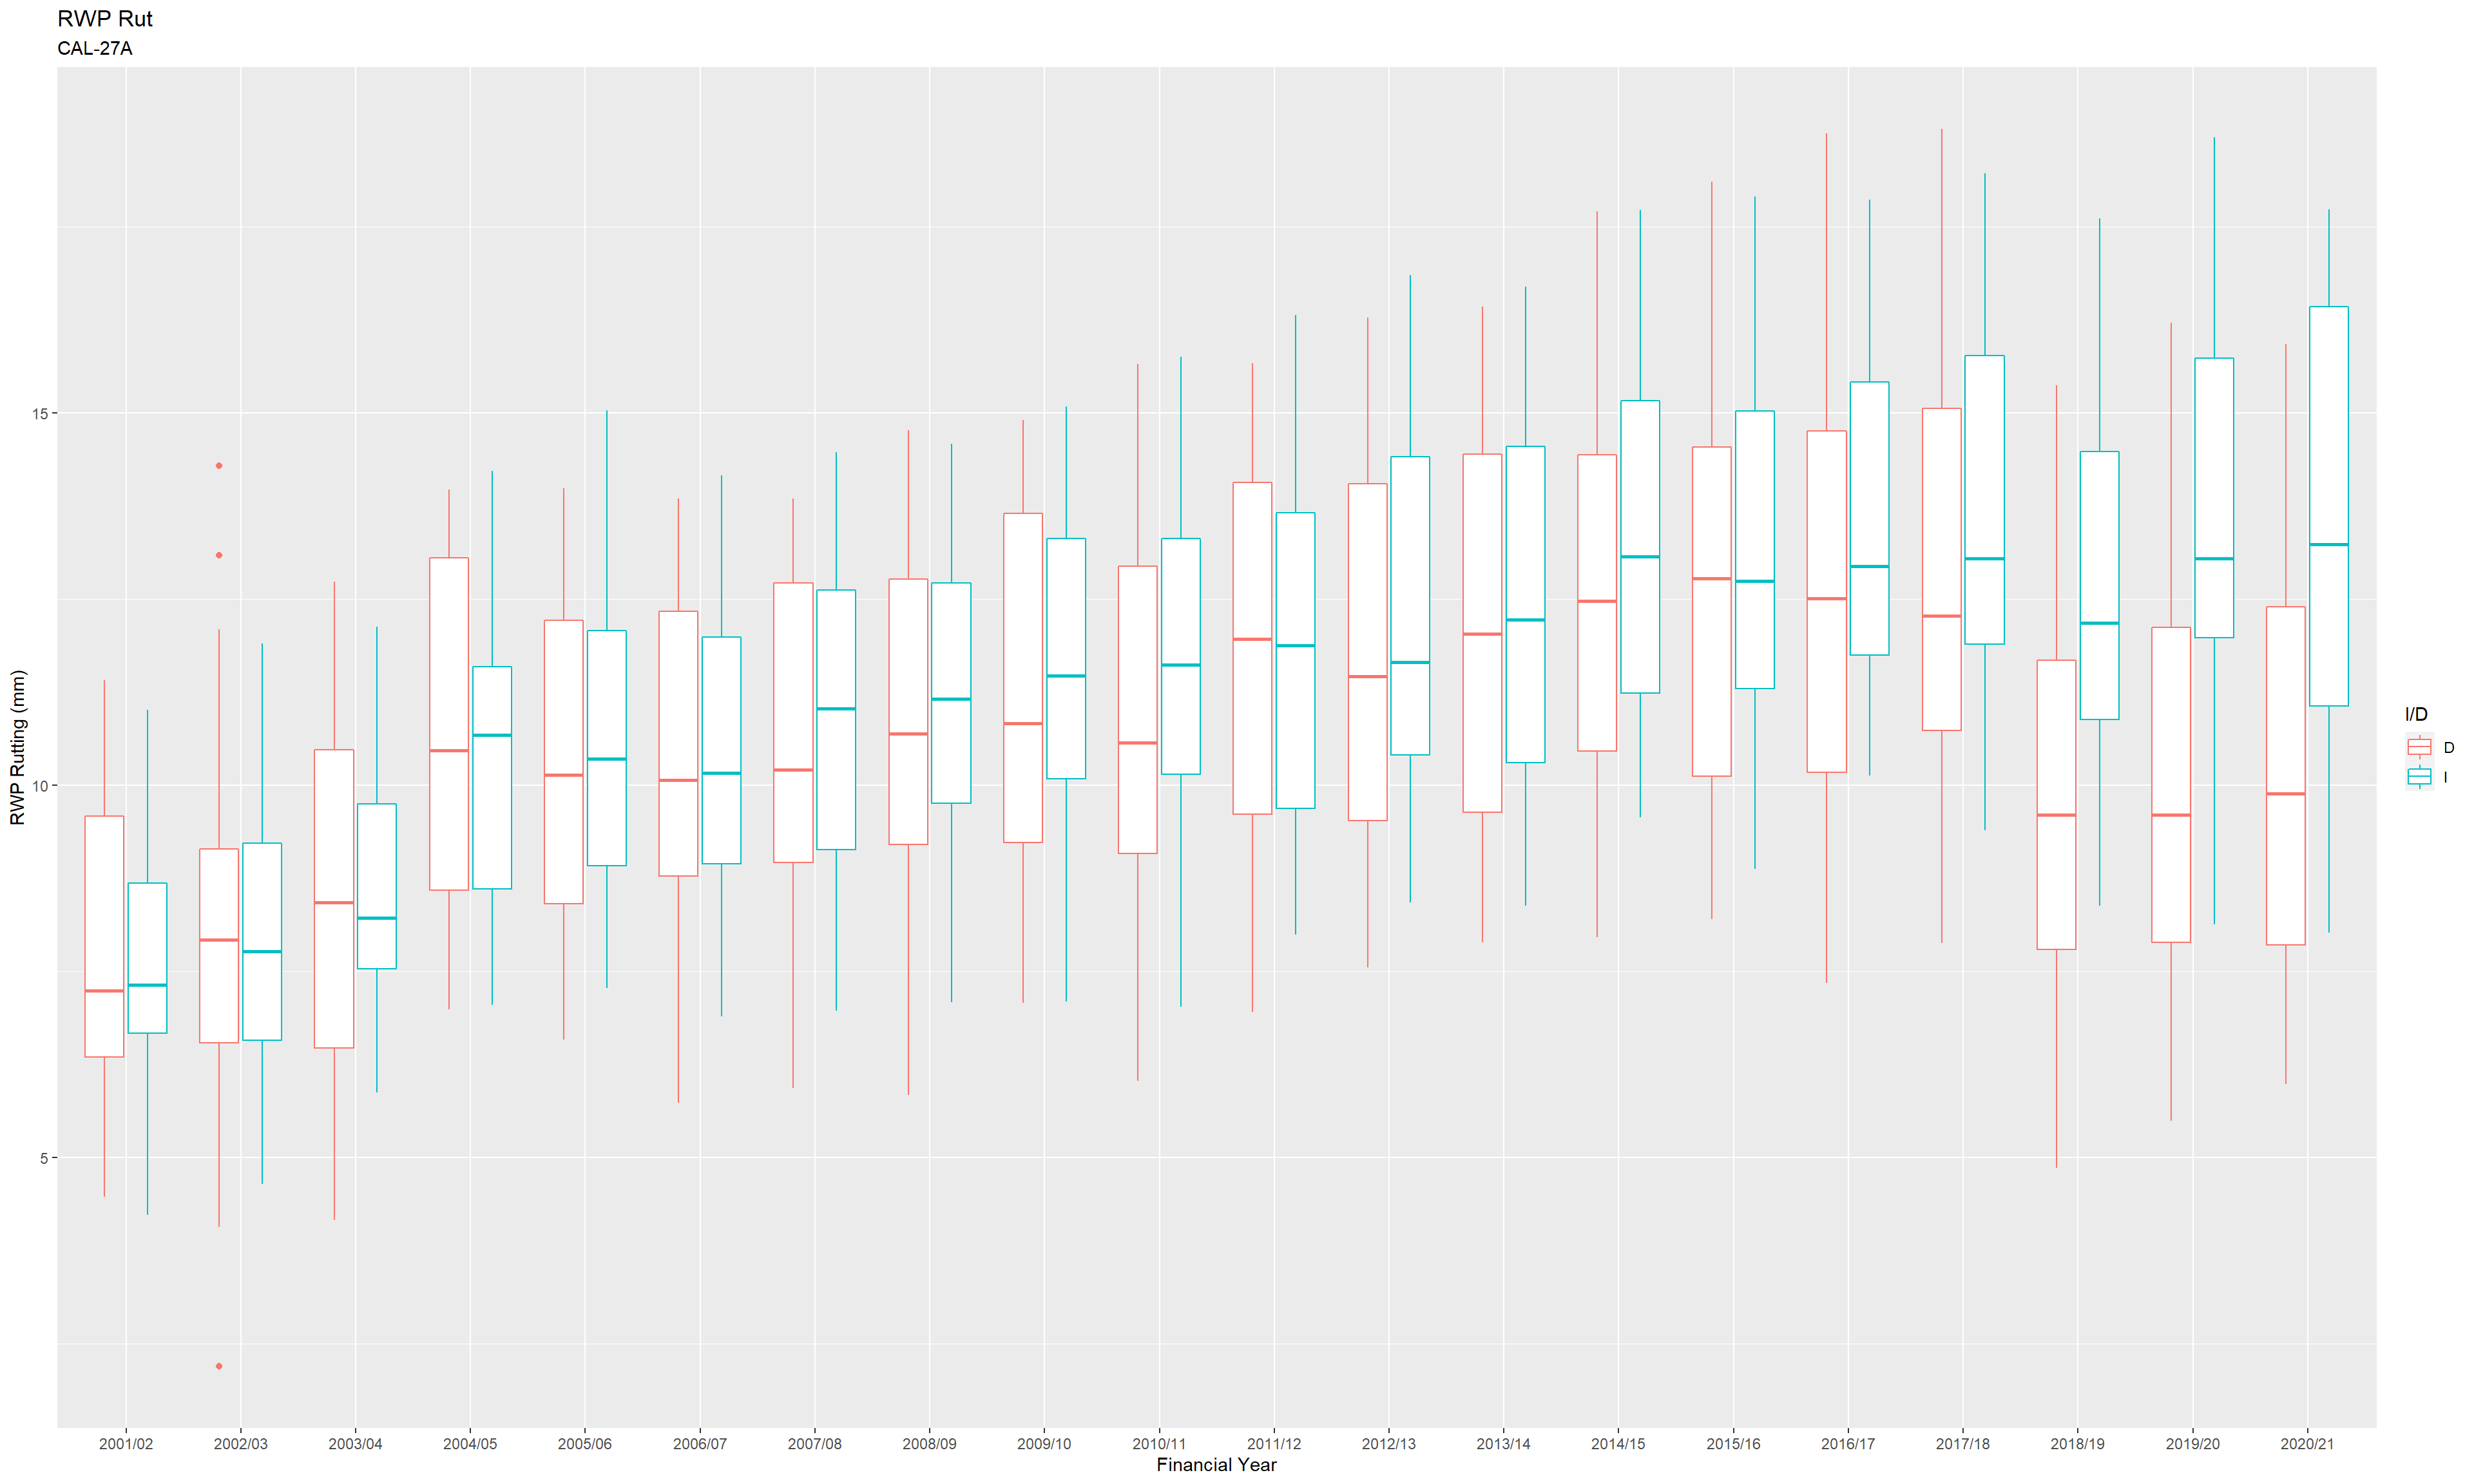 RWP Rut
CAL-27A
RWP Rutting (mm)
15
10
5
2001/02 2002/03 2003/04 2004/05 2005/06 2006/07 2007/08 2008/09 2009/10 2010/11 2011/12 2012/13 2013/14 2014/15 2015/16 2016/17 2017/18 2018/19 2019/20 2020/21
Financial Year
I/D
D
I